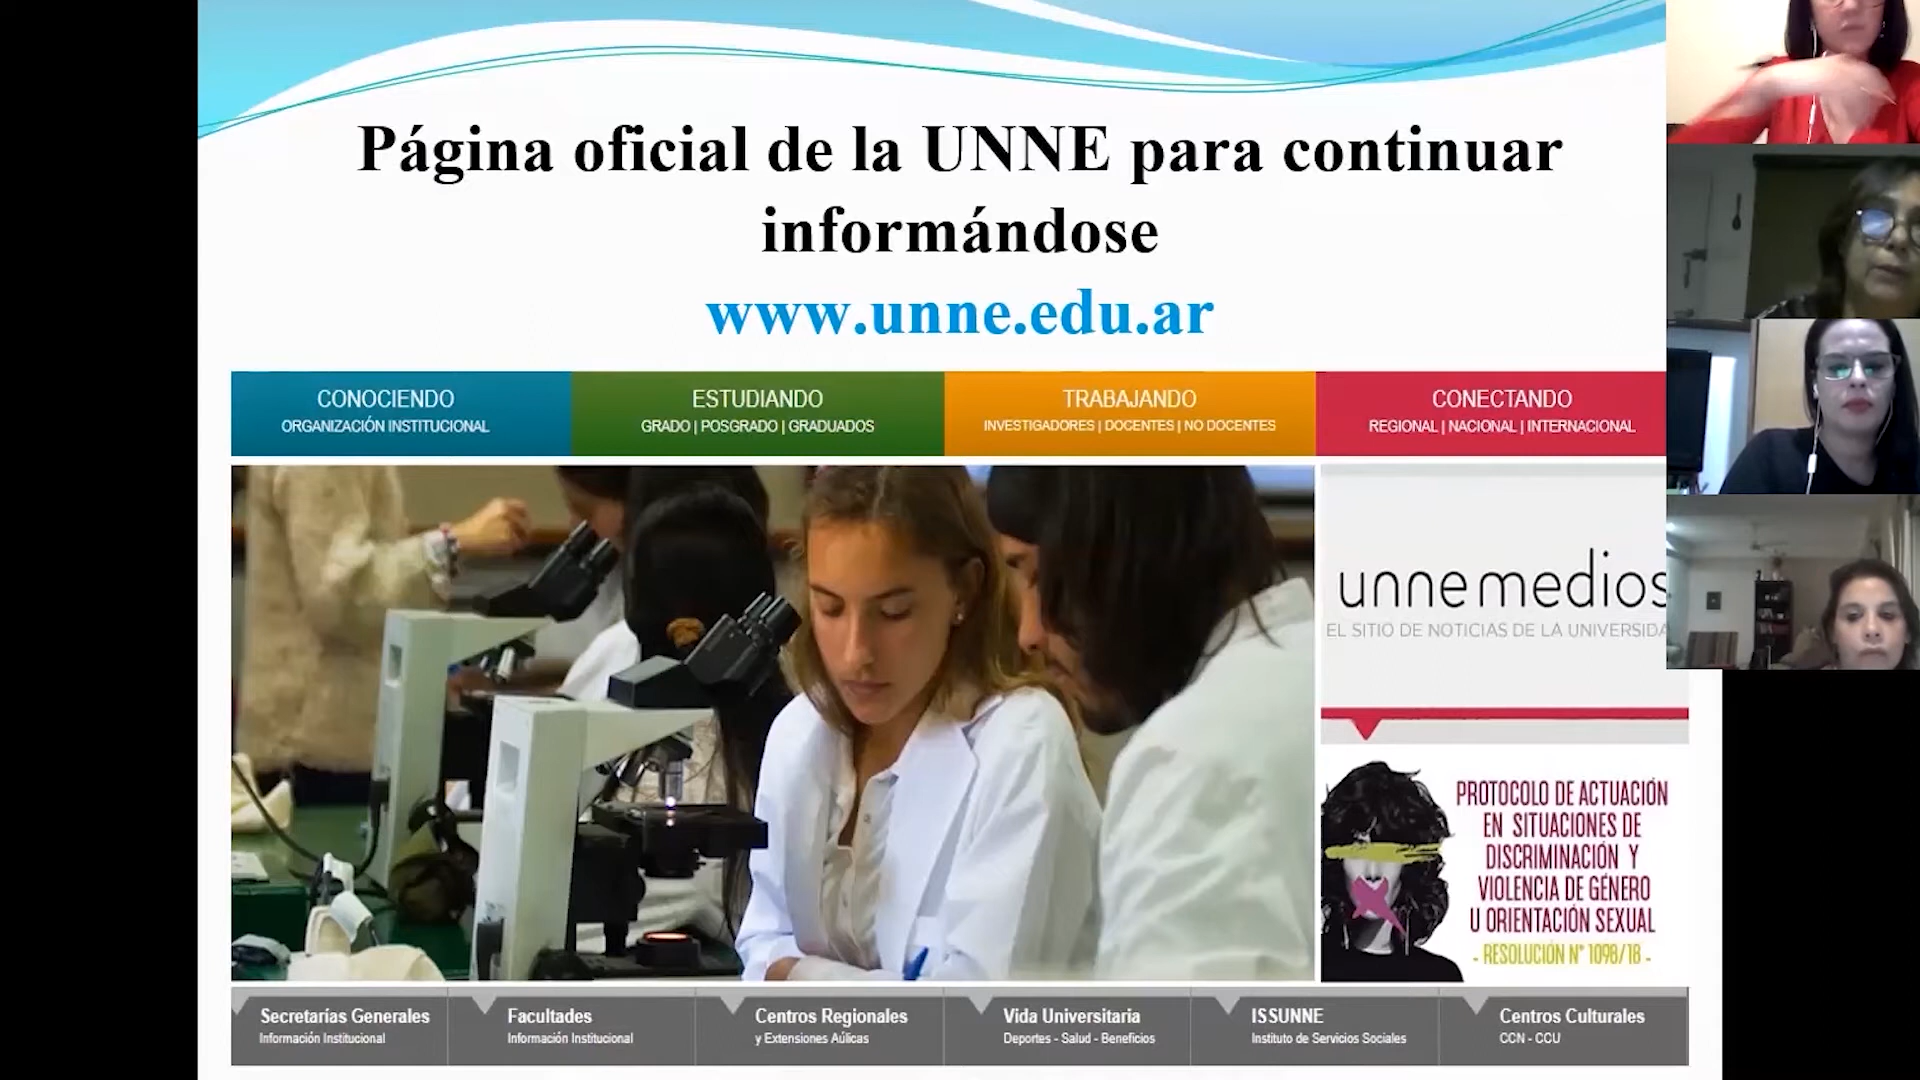 Página oficial de la UNNE para continuar
informándose
www.unne.edu.ar
CONOCIENDO
ORGANIZACIÓN INSTITUCIONAL
ESTUDIANDO
GRADO | POSGRADO | GRADUADOS
TRABAJANDO
INVESTIGADORES | DOCENTES | NO DOCENTES
CONECTANDO
REGIONAL | NACIONAL | INTERNACIONAL
unnemedios
EL SITIO DE NOTICIAS DE LA UNIVERSIDA
PROTOCOLO DE ACTUACIÓN
EN SITUACIONES DE
DISCRIMINACIÓN Y
VIOLENCIA DE GÉNERO
U ORIENTACIÓN SEXUAL
- RESOLUCIÓN N° 1098/18 -
Secretarías Generales
Información Institucional
Facultades
Información Institucional
Centros Regionales
y Extensiones Aúlicas
Vida Universitaria
Deportes - Salud - Beneficios
ISSUNNE
Instituto de Servicios Sociales
Centros Culturales
CCN - CCU